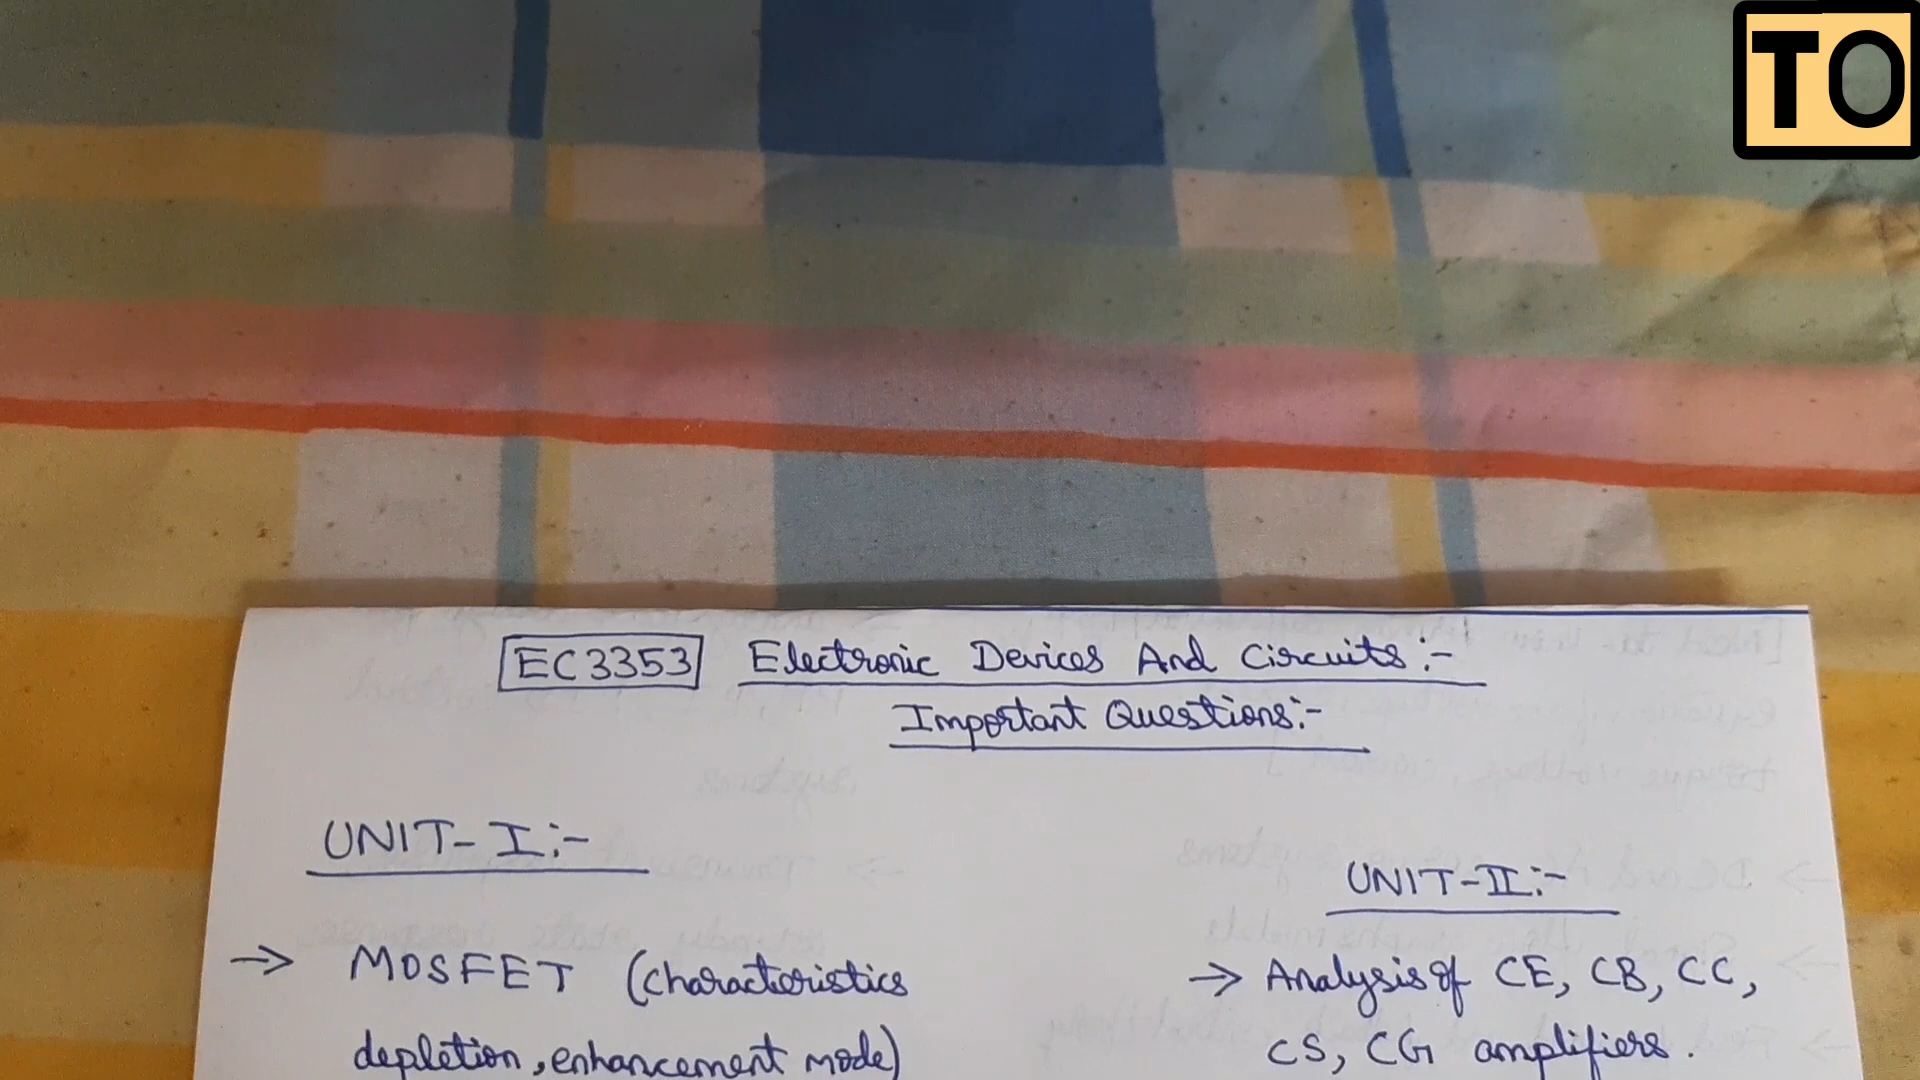 TO
EC3353 Electronic Devices And Circuits:-
Important Questions:-
UNIT-I:-
→ MOSFET (characteristics
depletion, enhancement mode)
UNIT-II:-
→ Analysis of CE, CB, CC,
CS, CG amplifiers.